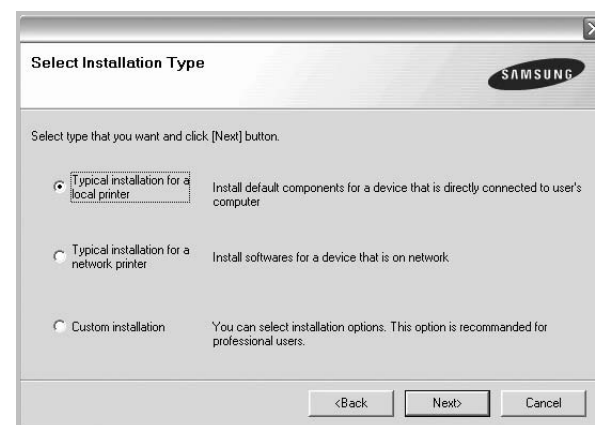 Select Installation Type
SAMSUNG
Select type that you want and click [Next] button.
Typical installation for a
local printer
Install default components for a device that is directly connected to user's
computer
Typical installation for a
network printer
Install softwares for a device that is on network.
Custom installation
You can select installation options. This option is recommanded for
professional users.
<Back
Next>
Cancel